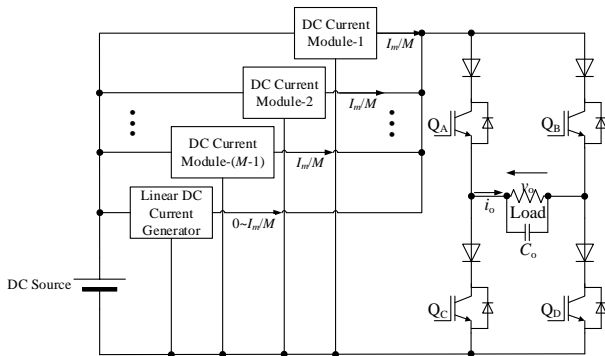 DC Current
Module-1
I_m/M
DC Current
Module-2
I_m/M
DC Current
Module-(M-1)
I_m/M
Linear DC
Current
Generator
0~I_m/M
DC Source
Q_A
Q_B
v_o
i_o
Load
C_o
Q_C
Q_D